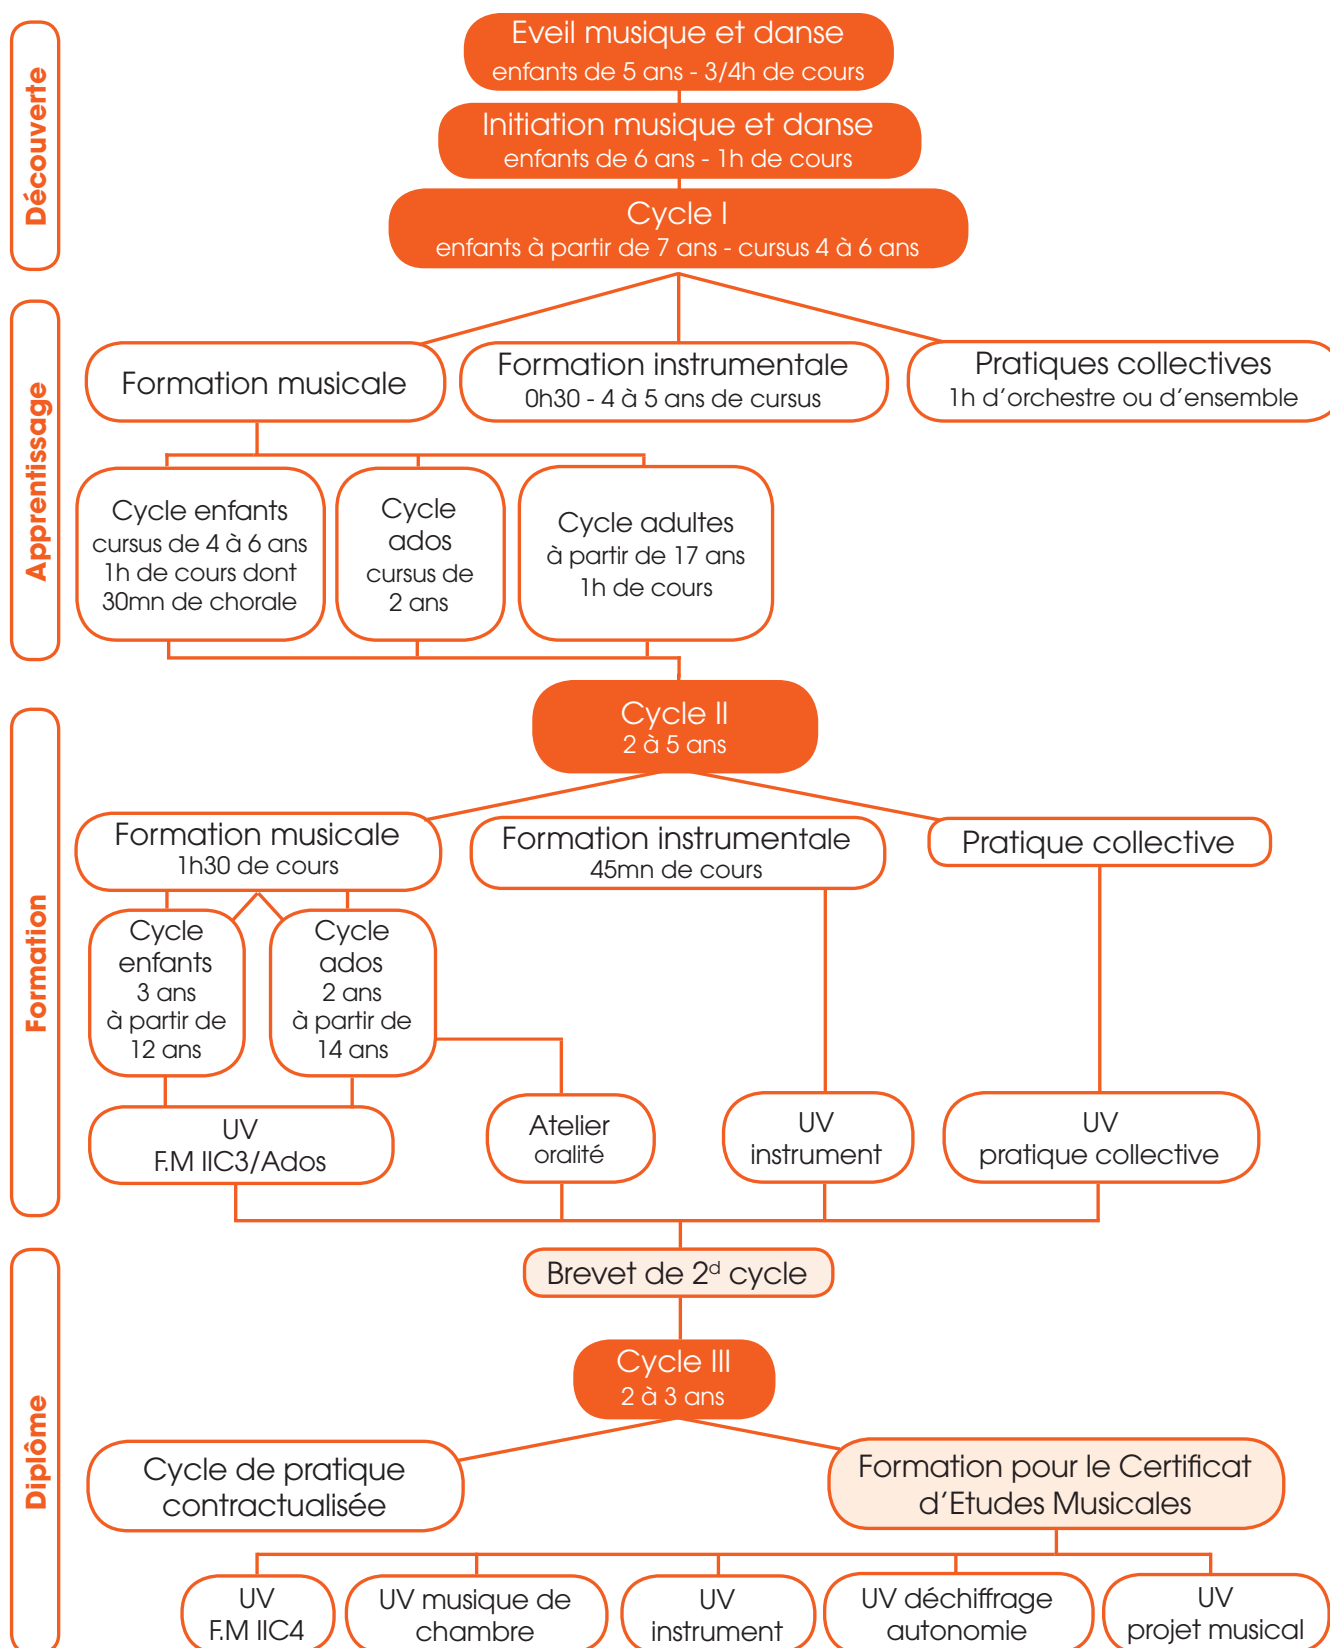 Découverte
Eveil musique et danse
enfants de 5 ans - 3/4h de cours
Initiation musique et danse
enfants de 6 ans - 1h de cours
Cycle I
enfants à partir de 7 ans - cursus 4 à 6 ans
Apprentissage
Formation musicale
Formation instrumentale
0h30 - 4 à 5 ans de cursus
Pratiques collectives
1h d'orchestre ou d'ensemble
Cycle enfants
cursus de 4 à 6 ans
1h de cours dont
30mn de chorale
Cycle
ados
cursus de
2 ans
Cycle adultes
à partir de 17 ans
1h de cours
Formation
Cycle II
2 à 5 ans
Formation musicale
1h30 de cours
Formation instrumentale
45mn de cours
Pratique collective
Cycle
enfants
3 ans
à partir de
12 ans
Cycle
ados
2 ans
à partir de
14 ans
UV
F.M IIC3/Ados
Atelier
oralité
UV
instrument
UV
pratique collective
Brevet de 2d cycle
Diplôme
Cycle III
2 à 3 ans
Cycle de pratique
contractualisée
Formation pour le Certificat
d'Etudes Musicales
UV
F.M IIC4
UV musique de
chambre
UV
instrument
UV déchiffrage
autonomie
UV
projet musical